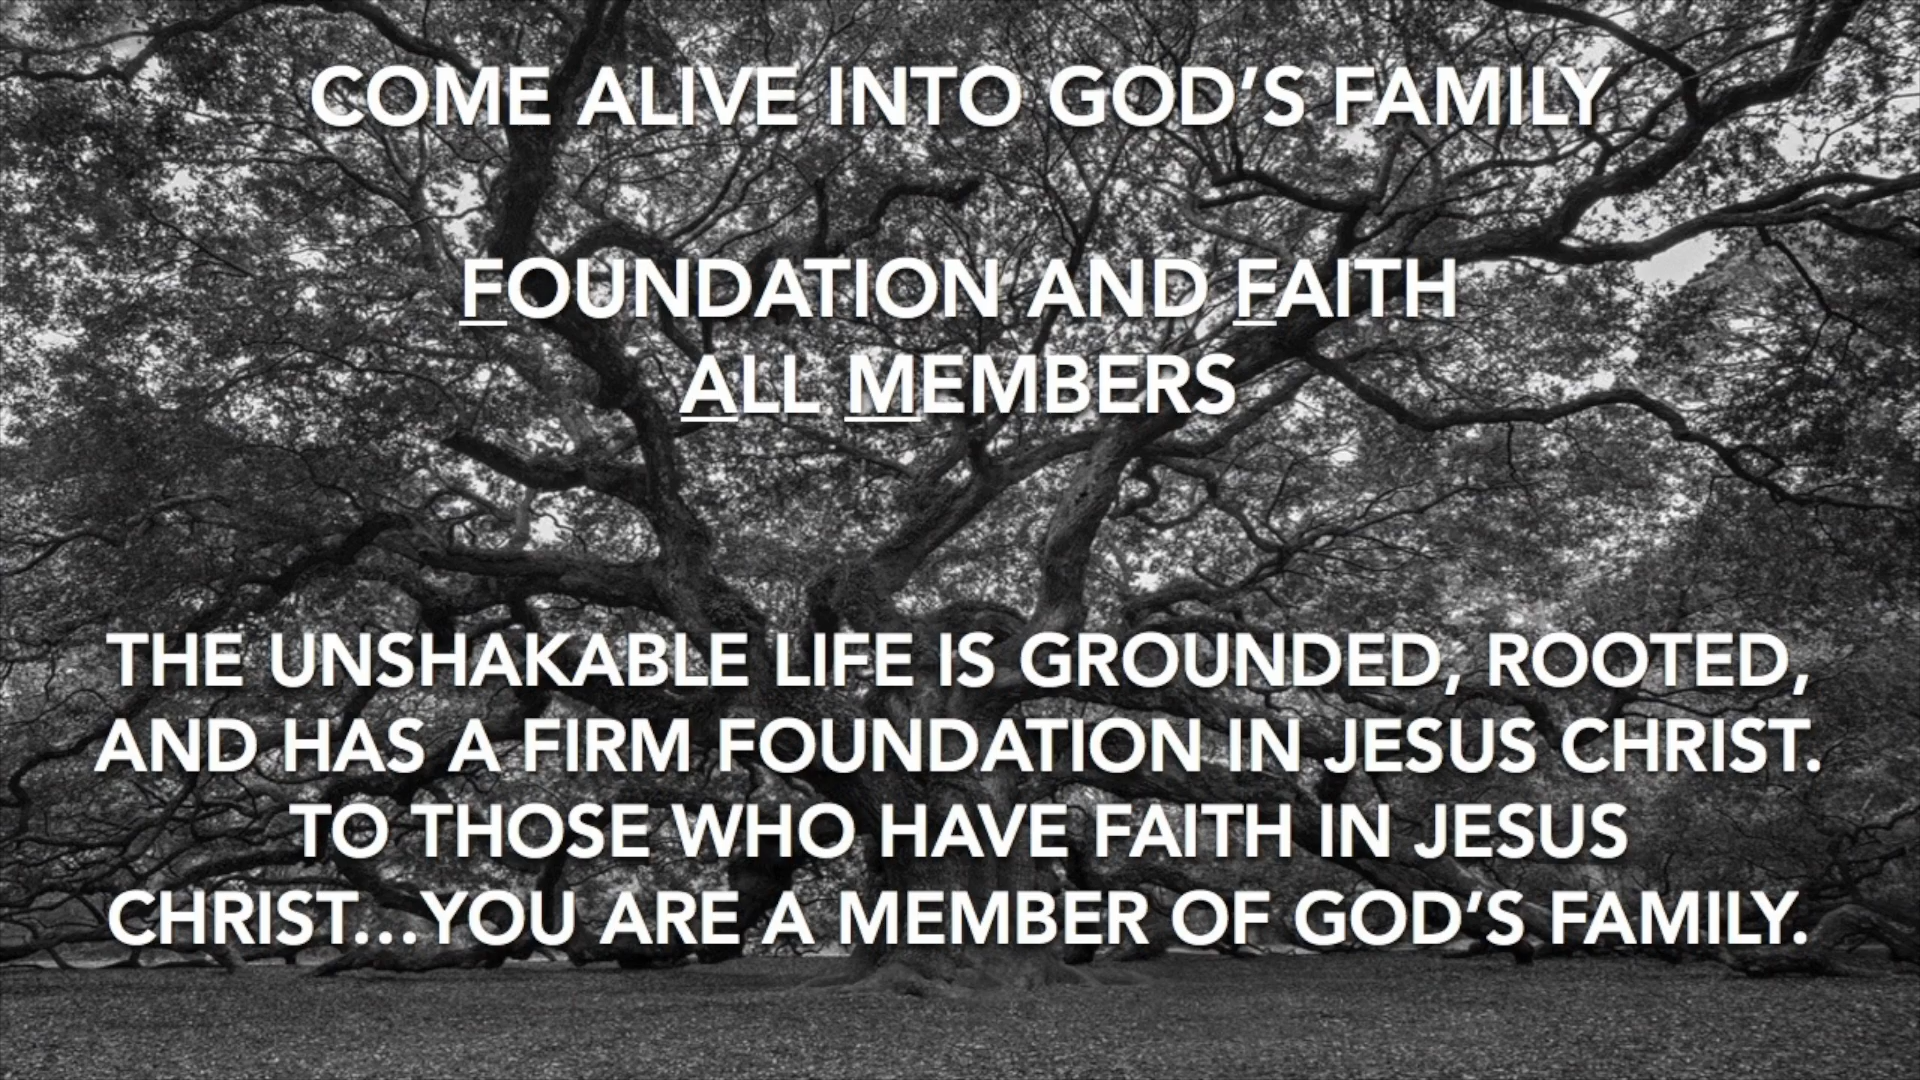 COME ALIVE INTO GOD’S FAMILY
FOUNDATION AND FAITH
ALL MEMBERS
THE UNSHAKABLE LIFE IS GROUNDED, ROOTED,
AND HAS A FIRM FOUNDATION IN JESUS CHRIST.
TO THOSE WHO HAVE FAITH IN JESUS
CHRIST…YOU ARE A MEMBER OF GOD’S FAMILY.